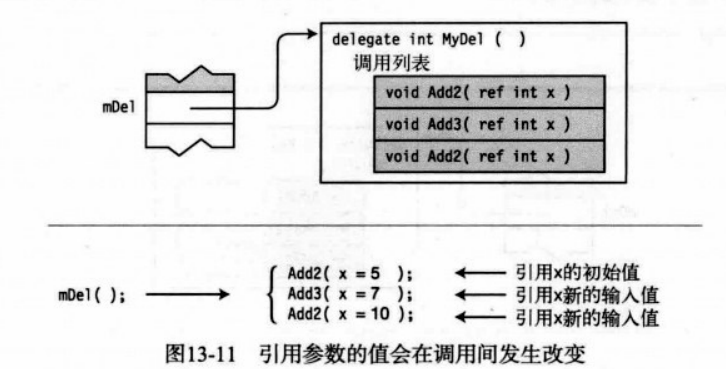 delegate int MyDel ( )
调用列表
mDel
void Add2( ref int x )
void Add3( ref int x )
void Add2( ref int x )
mDel( );
Add2( x = 5 ); 引用x的初始值
Add3( x = 7 ); 引用x新的输入值
Add2( x = 10 ); 引用x新的输入值
图13-11 引用参数的值会在调用间发生改变